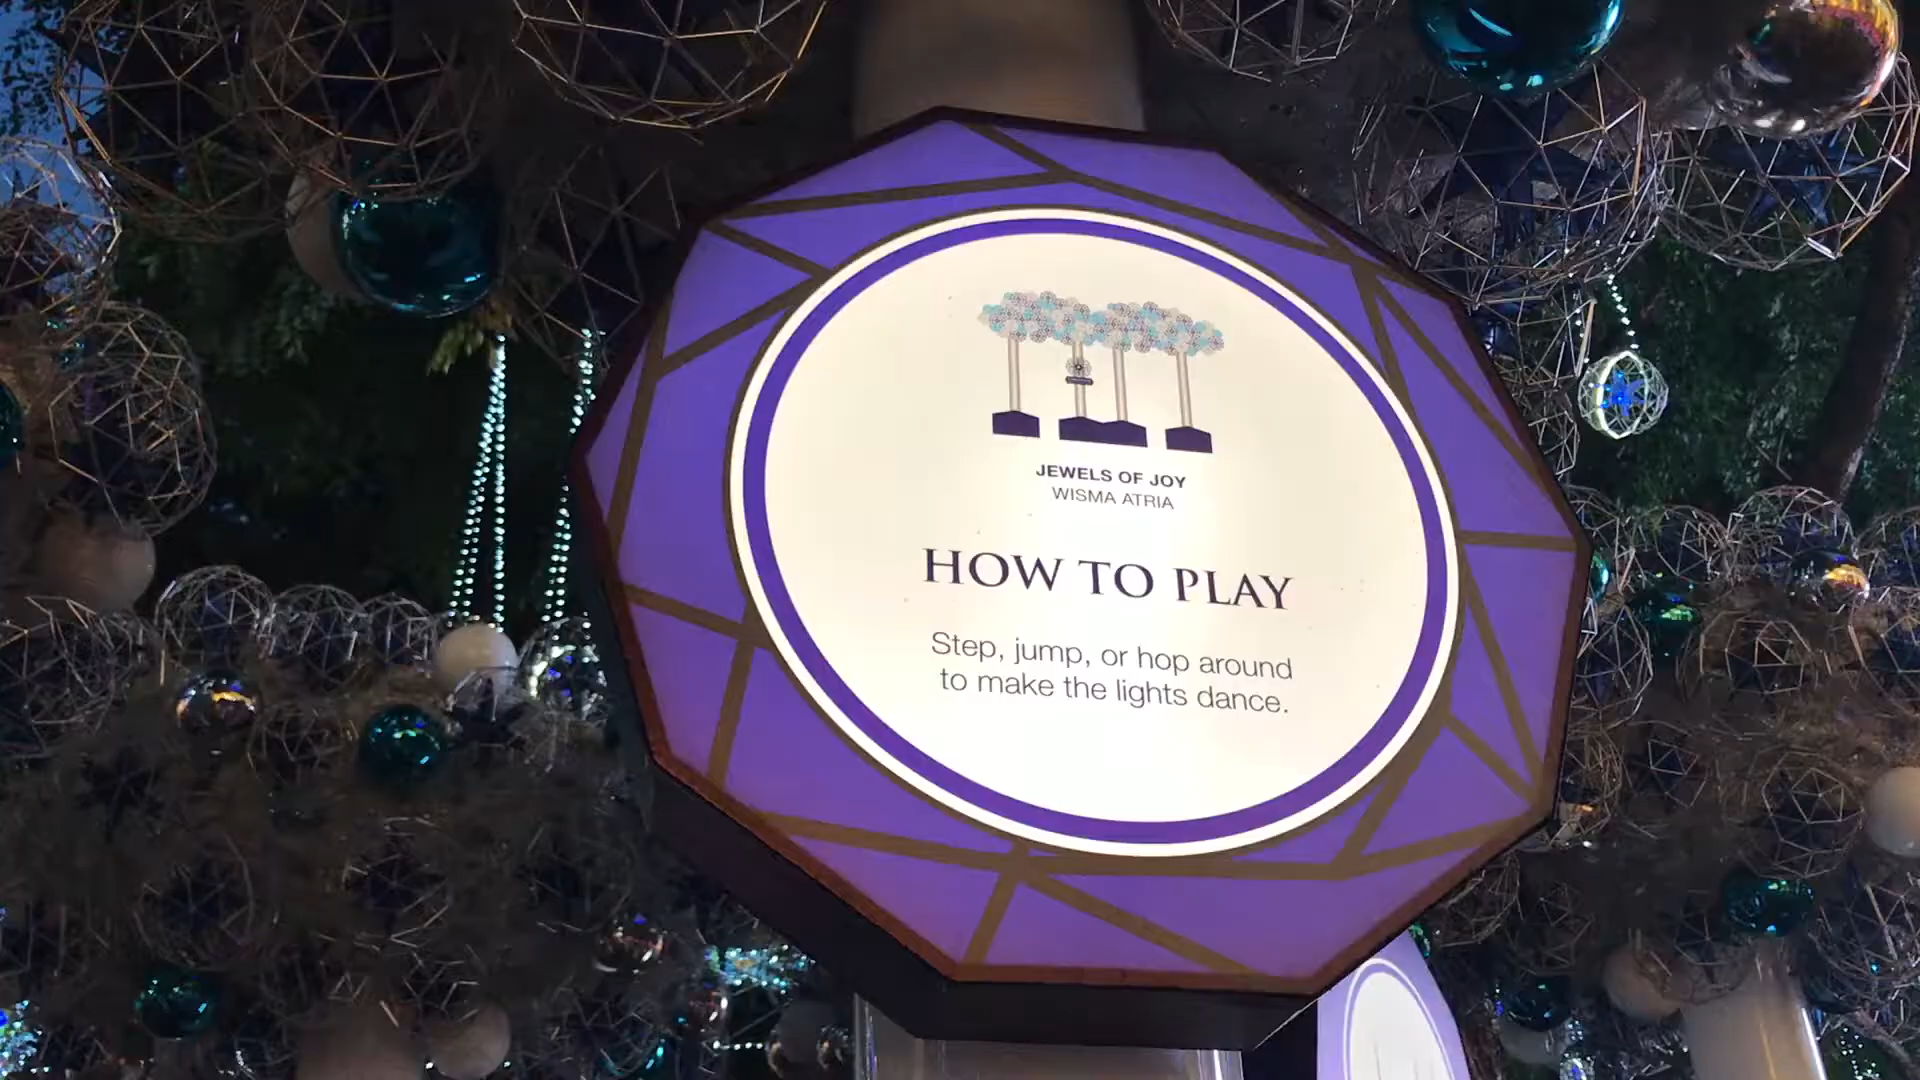 JEWELS OF JOY
WISMA ATRIA
HOW TO PLAY
Step, jump, or hop around
to make the lights dance.